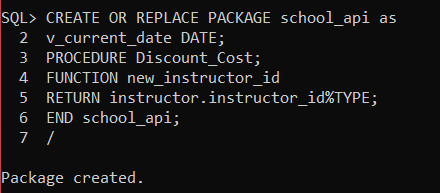 SQL> CREATE OR REPLACE PACKAGE school_api as
2 v_current_date DATE;
3 PROCEDURE Discount_Cost;
4 FUNCTION new_instructor_id
5 RETURN instructor.instructor_id%TYPE;
6 END school_api;
7 /
Package created.